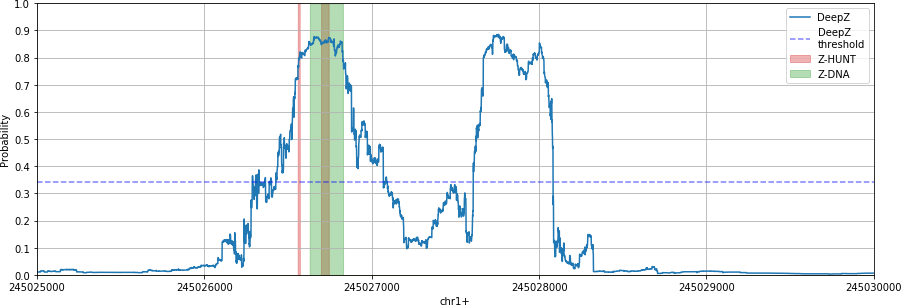 1.0
0.9
0.8
0.7
0.6
0.5
0.4
0.3
0.2
0.1
0.0
Probability
DeepZ
DeepZ
threshold
Z-HUNT
Z-DNA
245025000 245026000 245027000 245028000 245029000 245030000
chr1+